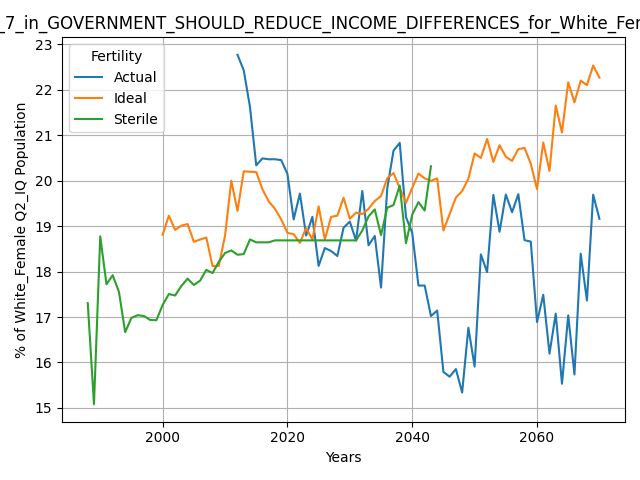 _7_in_GOVERNMENT_SHOULD_REDUCE_INCOME_DIFFERENCES_for_White_Fe
Fertility
Actual
Ideal
Sterile
% of White_Female Q2_IQ Population
23
22
21
20
19
18
17
16
15
2000
2020
2040
2060
Years